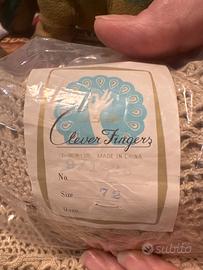 Clever Fingers
MADE IN CHINA
No.
Size 72
subito